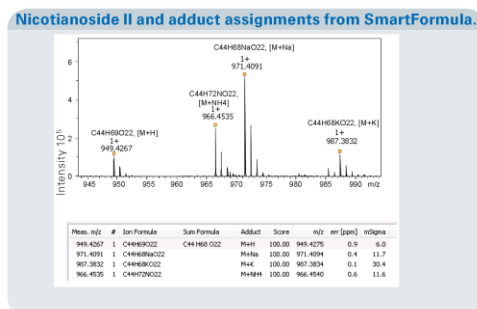 Nicotianoside II and adduct assignments from SmartFormula.
C44H68NaO22, [M+Na]
1+
971.4091
C44H72NO22,
[M+NH4]
1+
966.4535
C44H69O22, [M+H]
1+
949.4267
C44H68KO22, [M+K]
1+
987.3832
Intensity 10⁵
6
4
2
0
945 950 955 960 965 970 975 980 985 990 m/z
Meas. m/z # Ion Formula Sum Formula Adduct Score m/z err [ppm] mSigma
949.4267 1 C44H69O22 C44 H68 O22 M+H 100.00 949.4275 0.9 6.0
971.4091 1 C44H68NaO22 M+Na 100.00 971.4094 0.4 11.7
987.3832 1 C44H68KO22 M+K 100.00 987.3834 0.1 30.4
966.4535 1 C44H72NO22 M+NH4 100.00 966.4540 0.6 11.6